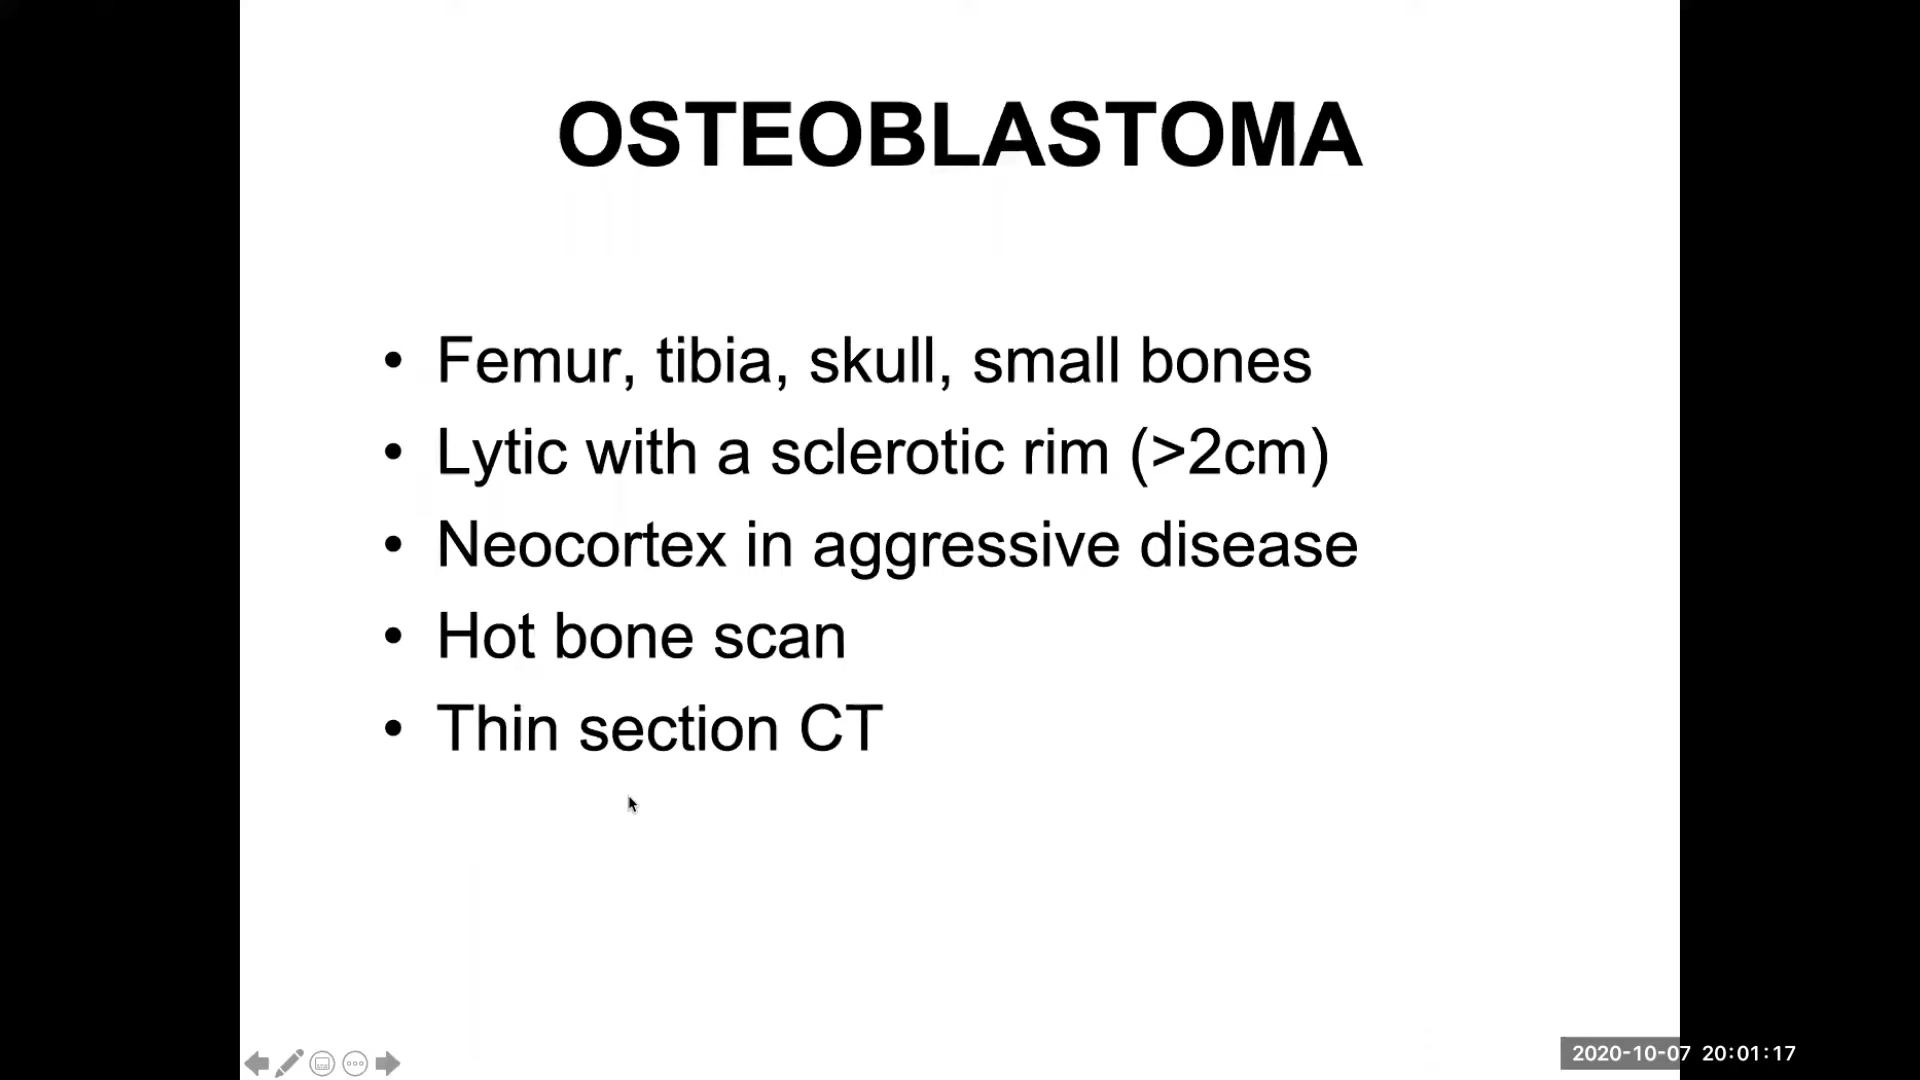 OSTEOBLASTOMA
• Femur, tibia, skull, small bones
• Lytic with a sclerotic rim (>2cm)
• Neocortex in aggressive disease
• Hot bone scan
• Thin section CT
2020-10-07 20:01:17